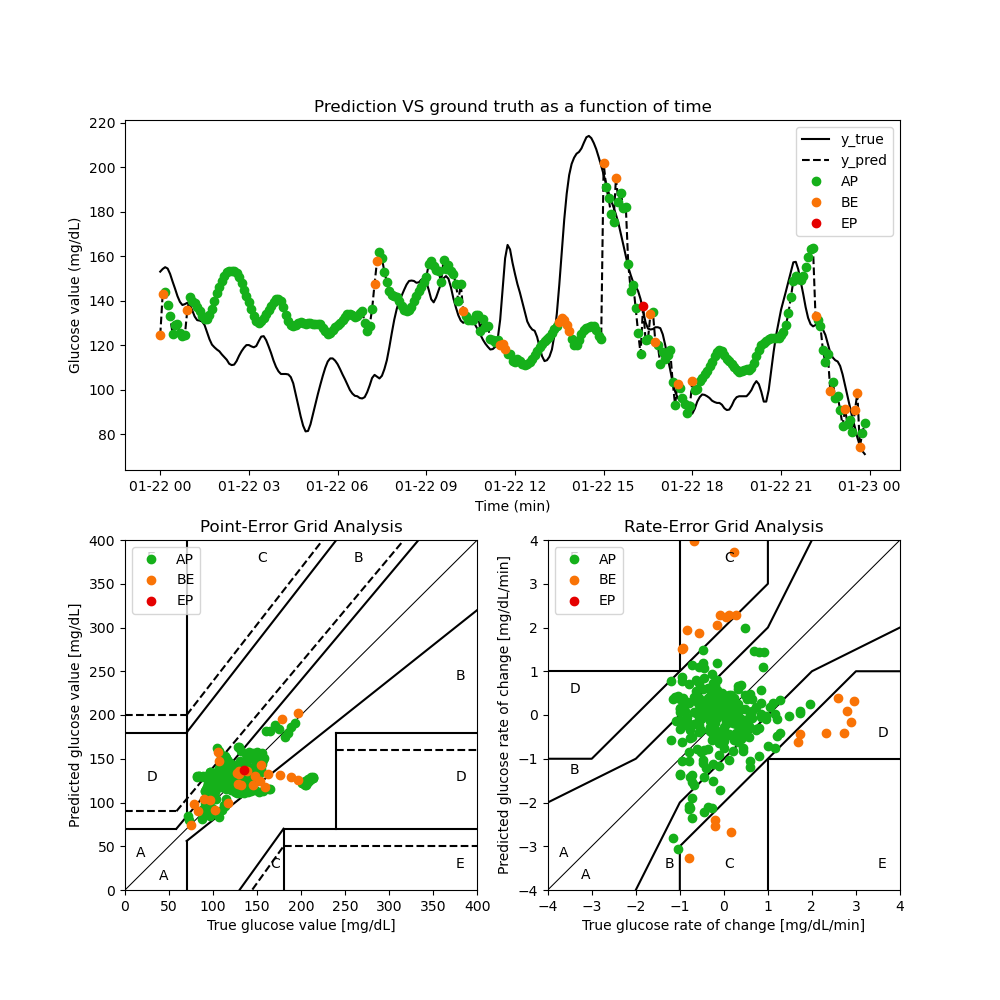 Prediction VS ground truth as a function of time
220
200
180
160
140
120
100
80
Glucose value (mg/dL)
y_true
y_pred
AP
BE
EP
01-22 00 01-22 03 01-22 06 01-22 09 01-22 12 01-22 15 01-22 18 01-22 21 01-23 00
Time (min)
Point-Error Grid Analysis
400
350
300
250
200
150
100
50
0
Predicted glucose value [mg/dL]
AP
BE
EP
C B
B
D D
A
A C E
0 50 100 150 200 250 300 350 400
True glucose value [mg/dL]
Rate-Error Grid Analysis
4
3
2
1
0
−1
−2
−3
−4
Predicted glucose rate of change [mg/dL/min]
AP
BE
EP
C
D
D
B
A
A B C E
−4 −3 −2 −1 0 1 2 3 4
True glucose rate of change [mg/dL/min]